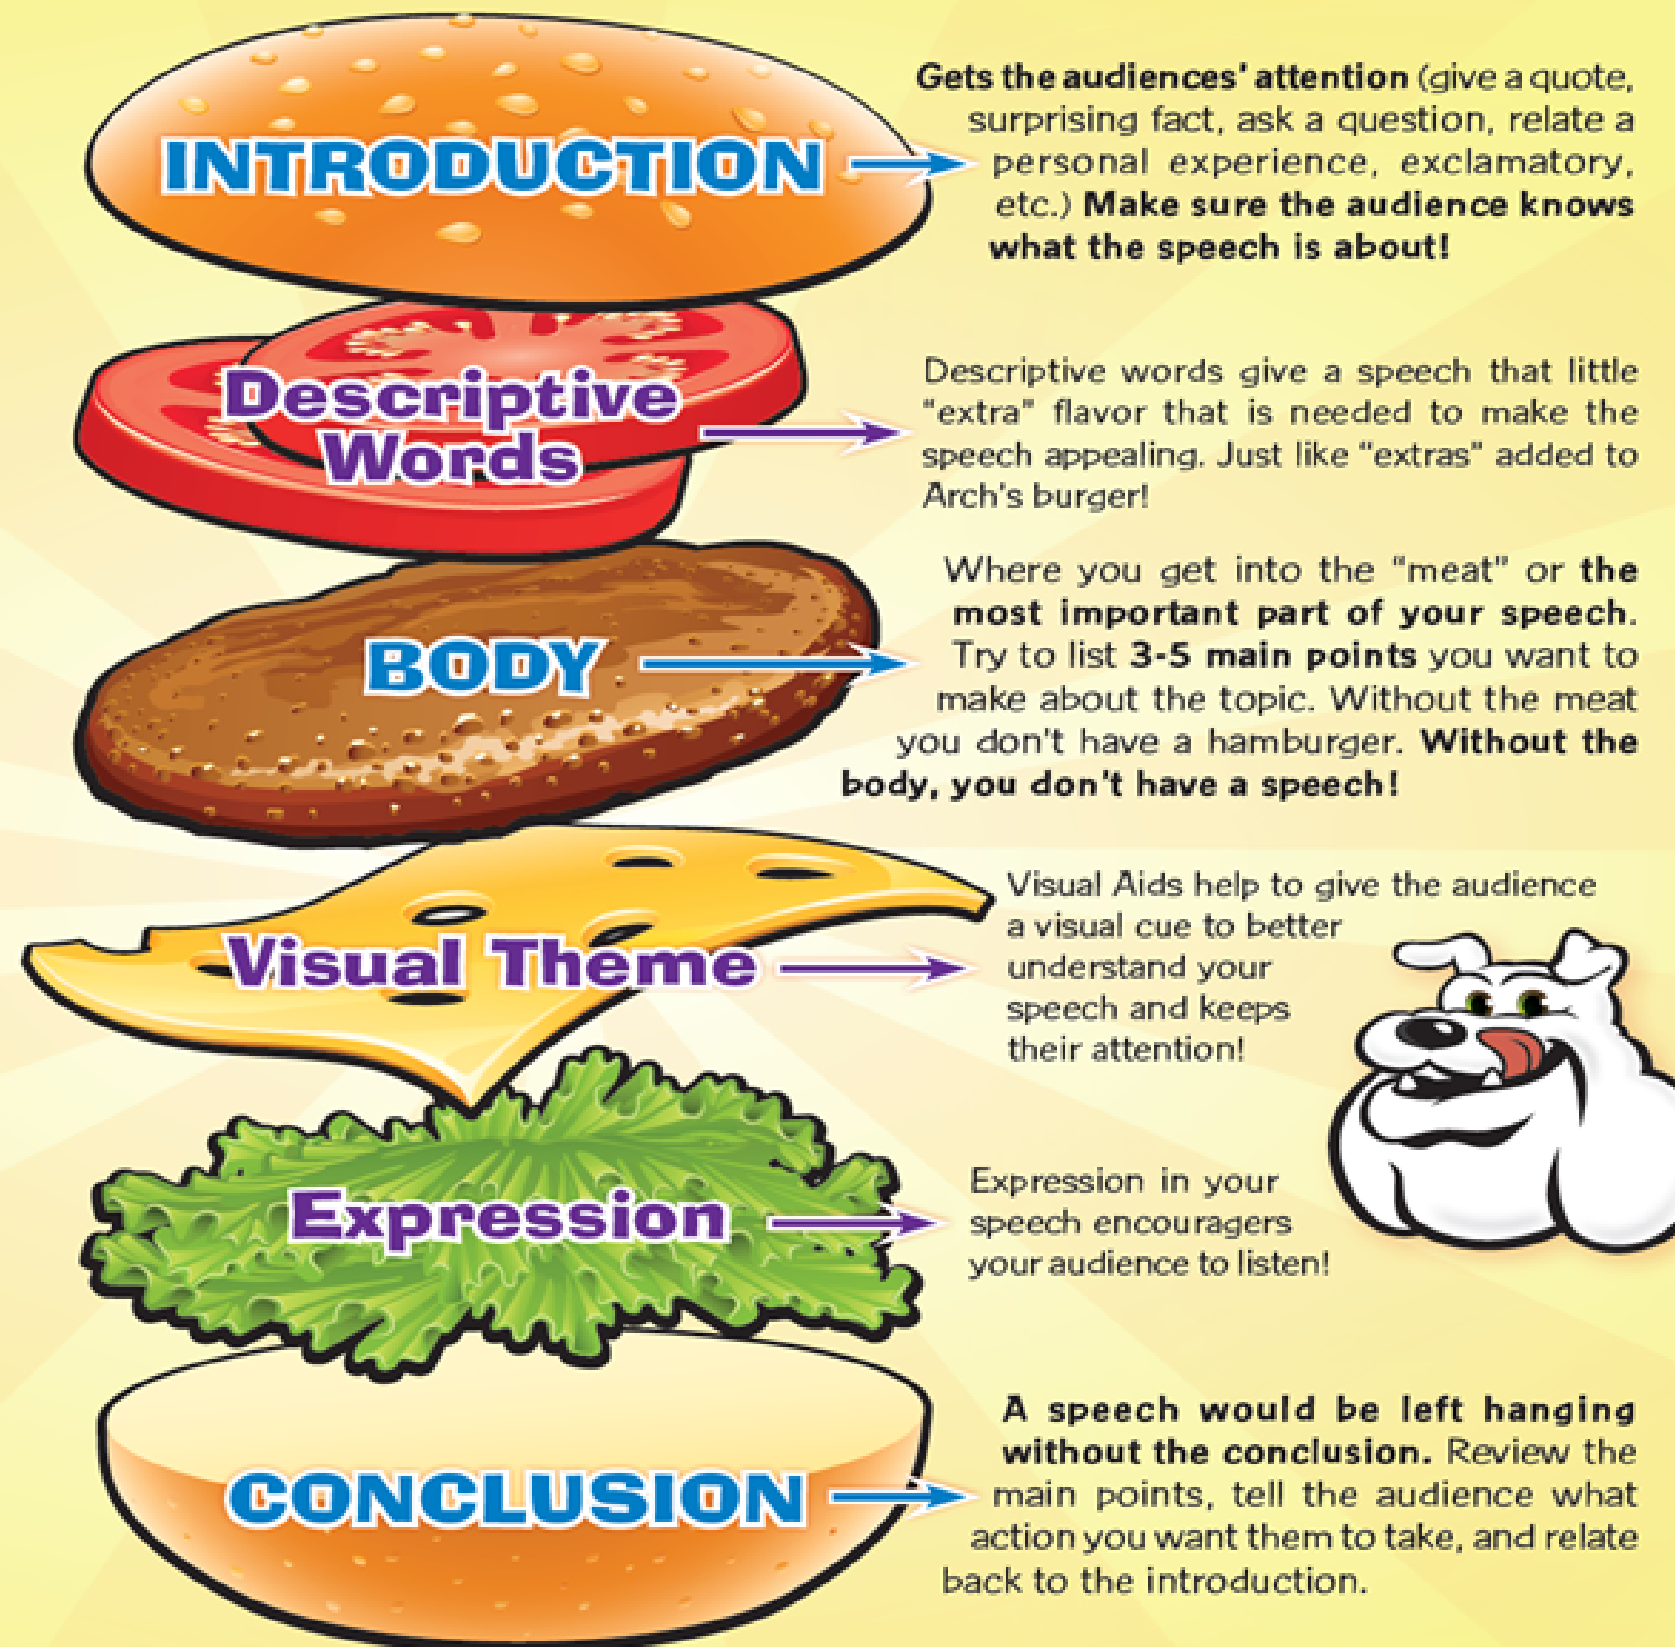 INTRODUCTION
Gets the audiences' attention (give a quote,
surprising fact, ask a question, relate a
personal experience, exclamatory,
etc.) Make sure the audience knows
what the speech is about!
Descriptive
Words
Descriptive words give a speech that little
"extra" flavor that is needed to make the
speech appealing. Just like "extras" added to
Arch's burger!
BODY
Where you get into the "meat" or the
most important part of your speech.
Try to list 3-5 main points you want to
make about the topic. Without the meat
you don't have a hamburger. Without the
body, you don't have a speech!
Visual Theme
Visual Aids help to give the audience
a visual cue to better
understand your
speech and keeps
their attention!
Expression
Expression in your
speech encouragers
your audience to listen!
CONCLUSION
A speech would be left hanging
without the conclusion. Review the
main points, tell the audience what
action you want them to take, and relate
back to the introduction.